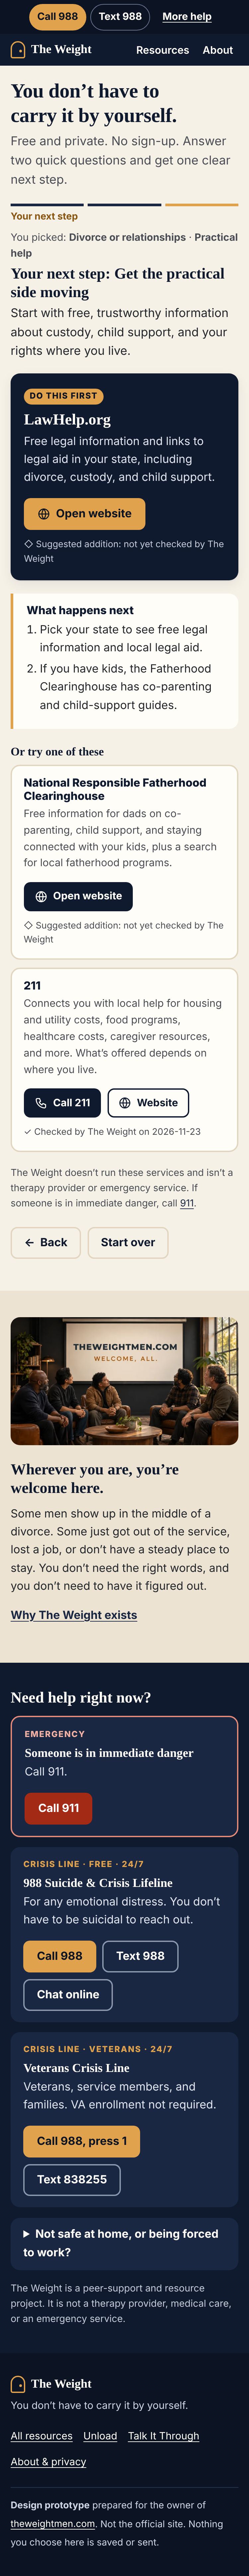 Call 988
Text 988
More help
The Weight
Resources
About
You don’t have to
carry it by yourself.
Free and private. No sign-up. Answer
two quick questions and get one clear
next step.
Your next step
You picked: Divorce or relationships · Practical
help
Your next step: Get the practical
side moving
Start with free, trustworthy information
about custody, child support, and your
rights where you live.
DO THIS FIRST
LawHelp.org
Free legal information and links to
legal aid in your state, including
divorce, custody, and child support.
Open website
◇ Suggested addition: not yet checked by The
Weight
What happens next
1. Pick your state to see free legal
information and local legal aid.
2. If you have kids, the Fatherhood
Clearinghouse has co-parenting
and child-support guides.
Or try one of these
National Responsible Fatherhood
Clearinghouse
Free information for dads on co-
parenting, child support, and staying
connected with your kids, plus a search
for local fatherhood programs.
Open website
◇ Suggested addition: not yet checked by The
Weight
211
Connects you with local help for housing
and utility costs, food programs,
healthcare costs, caregiver resources,
and more. What’s offered depends on
where you live.
Call 211
Website
✓ Checked by The Weight on 2026-11-23
The Weight doesn’t run these services and isn’t a
therapy provider or emergency service. If
someone is in immediate danger, call 911.
← Back
Start over
THEWEIGHTMEN.COM
WELCOME, ALL.
Wherever you are, you’re
welcome here.
Some men show up in the middle of a
divorce. Some just got out of the service,
lost a job, or don’t have a steady place to
stay. You don’t need the right words, and
you don’t need to have it figured out.
Why The Weight exists
Need help right now?
EMERGENCY
Someone is in immediate danger
Call 911.
Call 911
CRISIS LINE · FREE · 24/7
988 Suicide & Crisis Lifeline
For any emotional distress. You don’t
have to be suicidal to reach out.
Call 988
Text 988
Chat online
CRISIS LINE · VETERANS · 24/7
Veterans Crisis Line
Veterans, service members, and
families. VA enrollment not required.
Call 988, press 1
Text 838255
▶ Not safe at home, or being forced
to work?
The Weight is a peer-support and resource
project. It is not a therapy provider, medical care,
or an emergency service.
The Weight
You don’t have to carry it by yourself.
All resources
Unload
Talk It Through
About & privacy
Design prototype prepared for the owner of
theweightmen.com. Not the official site. Nothing
you choose here is saved or sent.